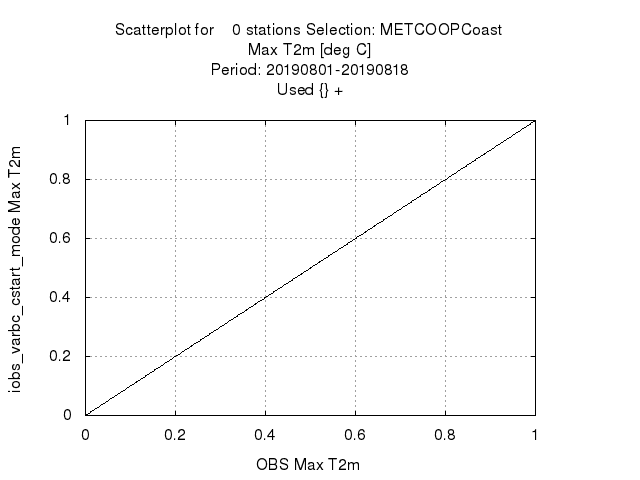 Scatterplot for    0 stations Selection: METCOOPCoast
Max T2m [deg C]
Period: 20190801-20190818
Used {} +
iobs_varbc_cstart_mode Max T2m
1
0.8
0.6
0.4
0.2
0
0 0.2 0.4 0.6 0.8 1
OBS Max T2m